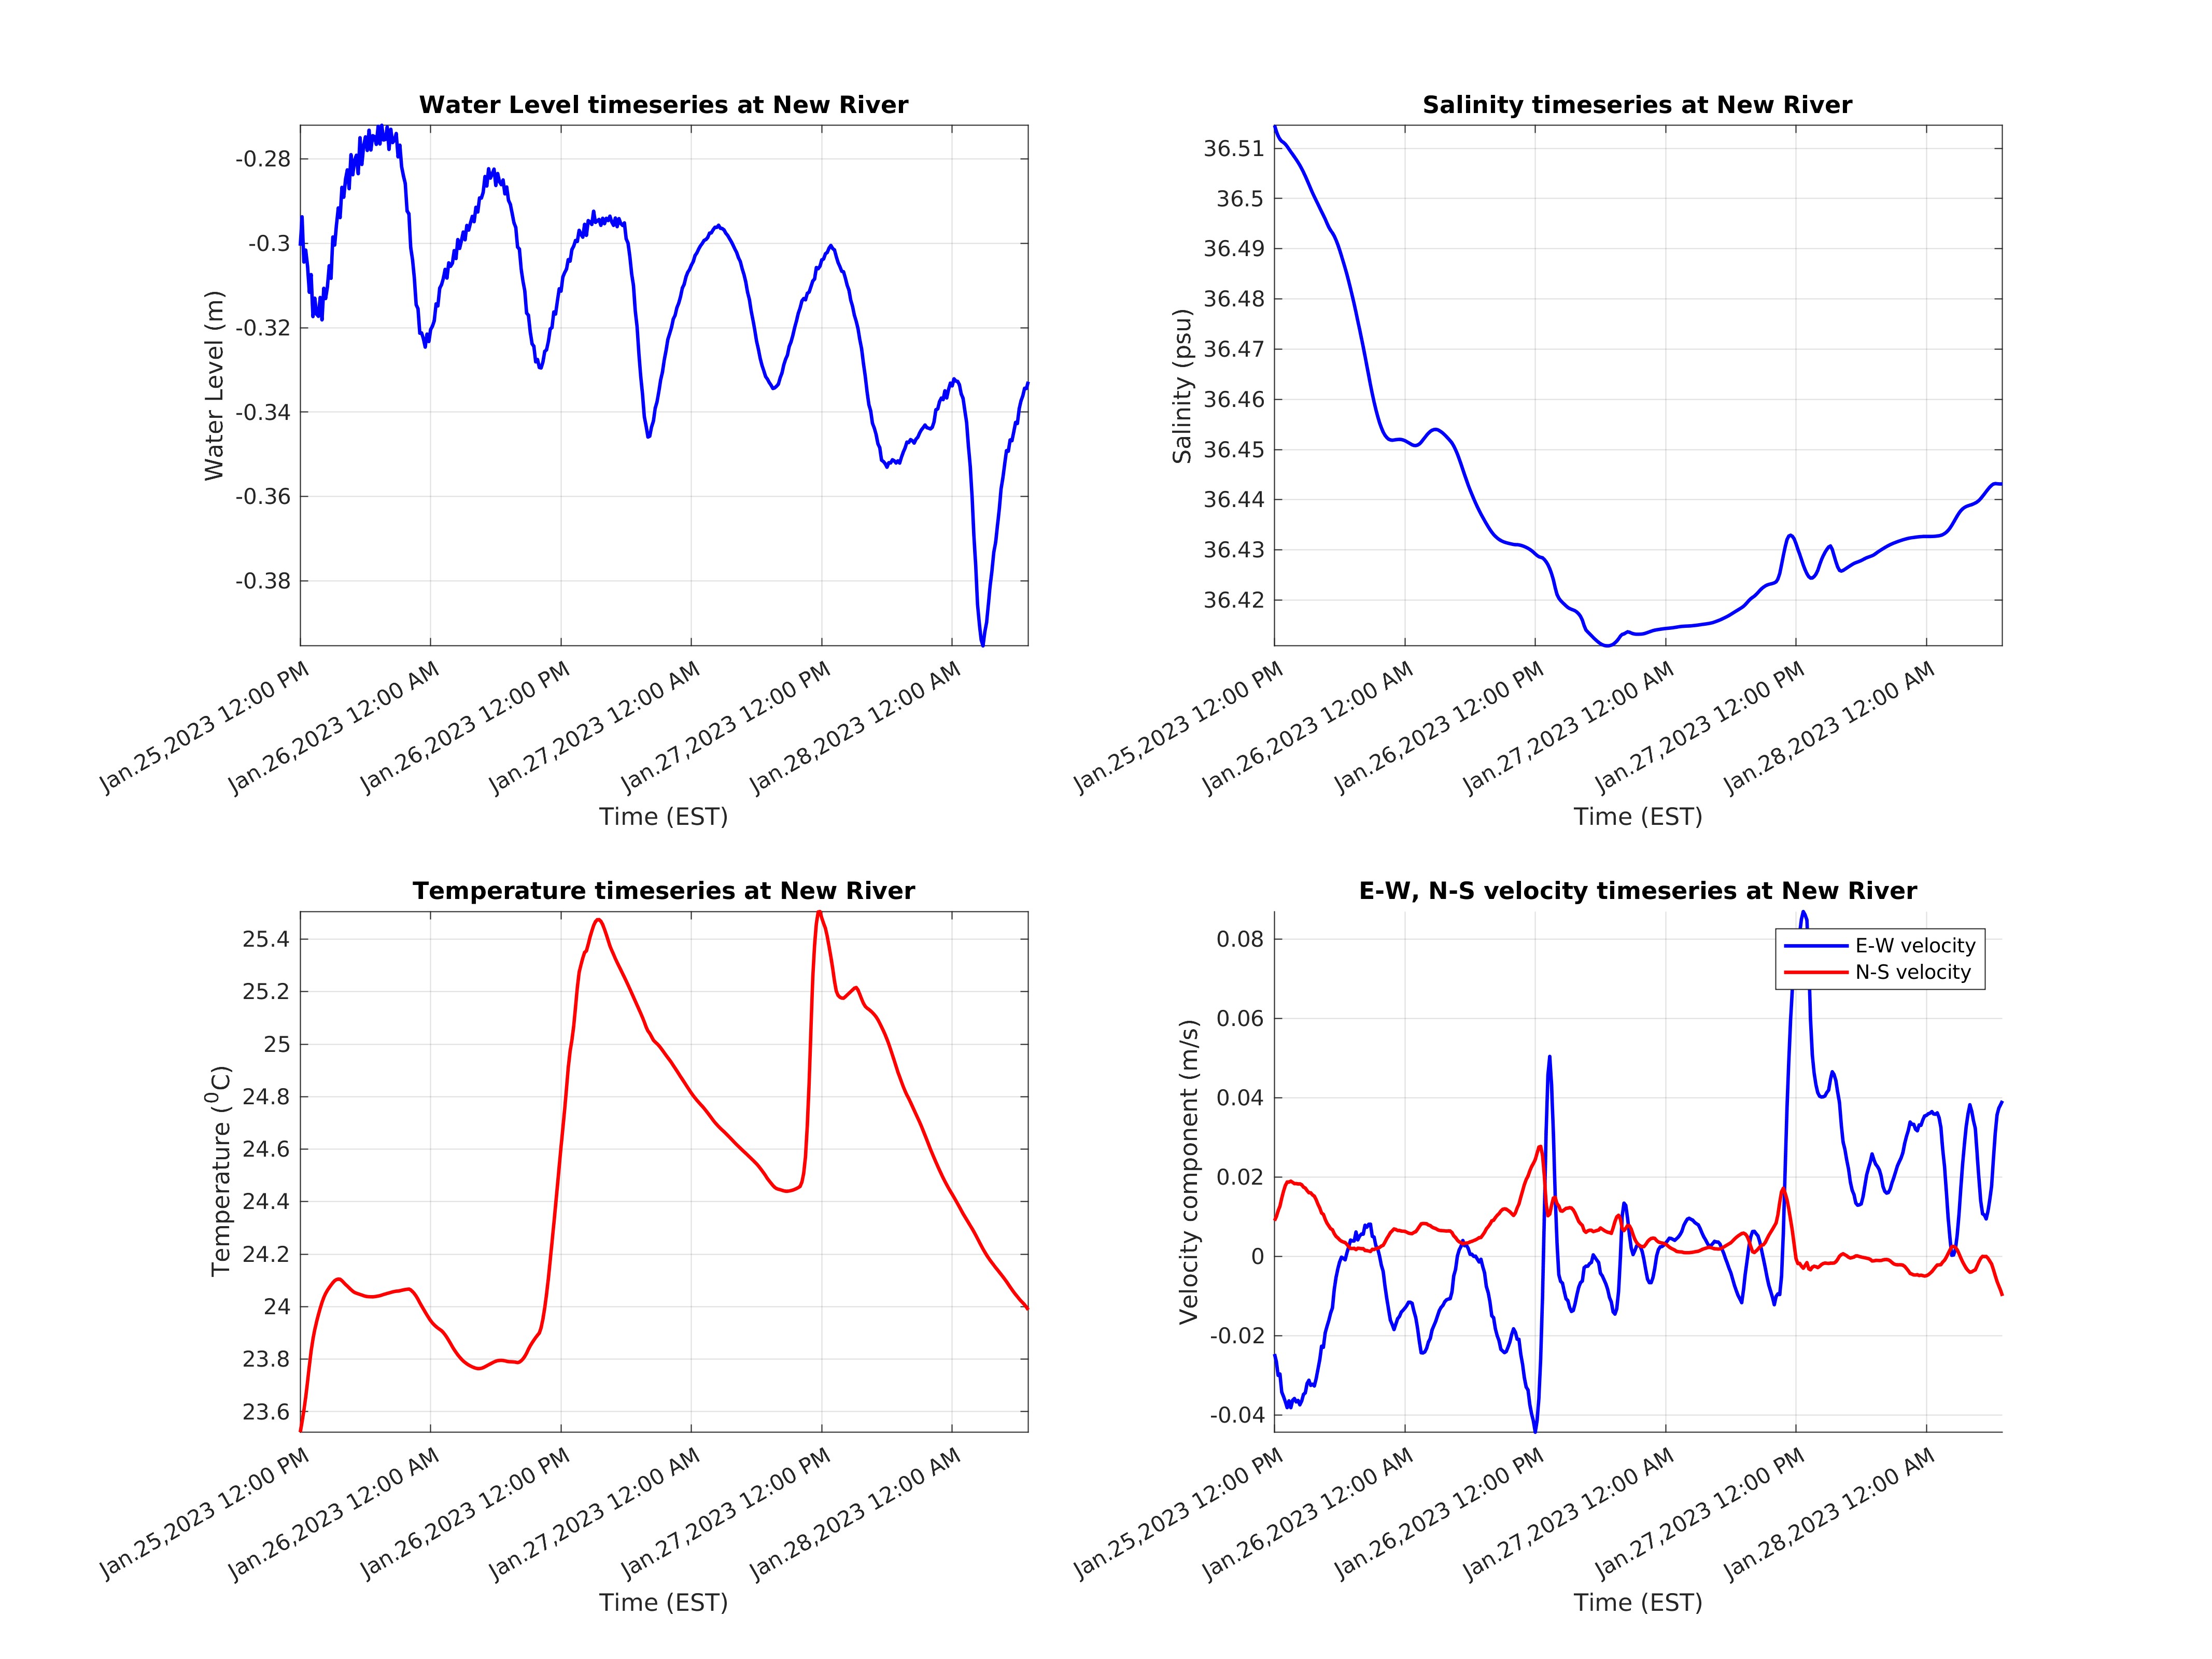 Water Level timeseries at New River
Water Level (m)
-0.28
-0.3
-0.32
-0.34
-0.36
-0.38
Jan.25,2023 12:00 PM
Jan.26,2023 12:00 AM
Jan.26,2023 12:00 PM
Jan.27,2023 12:00 AM
Jan.27,2023 12:00 PM
Jan.28,2023 12:00 AM
Time (EST)
Salinity timeseries at New River
Salinity (psu)
36.51
36.5
36.49
36.48
36.47
36.46
36.45
36.44
36.43
36.42
Jan.25,2023 12:00 PM
Jan.26,2023 12:00 AM
Jan.26,2023 12:00 PM
Jan.27,2023 12:00 AM
Jan.27,2023 12:00 PM
Jan.28,2023 12:00 AM
Time (EST)
Temperature timeseries at New River
Temperature (⁰C)
25.4
25.2
25
24.8
24.6
24.4
24.2
24
23.8
23.6
Jan.25,2023 12:00 PM
Jan.26,2023 12:00 AM
Jan.26,2023 12:00 PM
Jan.27,2023 12:00 AM
Jan.27,2023 12:00 PM
Jan.28,2023 12:00 AM
Time (EST)
E-W, N-S velocity timeseries at New River
Velocity component (m/s)
0.08
0.06
0.04
0.02
0
-0.02
-0.04
E-W velocity
N-S velocity
Jan.25,2023 12:00 PM
Jan.26,2023 12:00 AM
Jan.26,2023 12:00 PM
Jan.27,2023 12:00 AM
Jan.27,2023 12:00 PM
Jan.28,2023 12:00 AM
Time (EST)